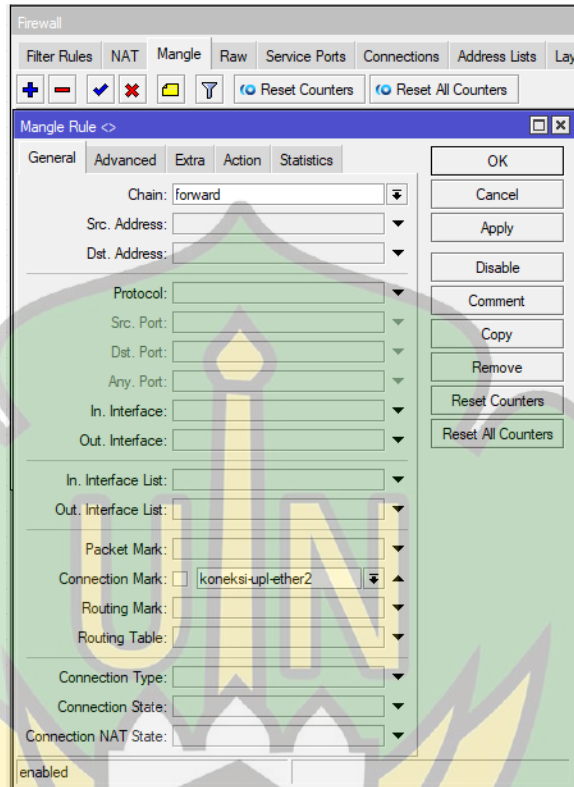 Firewall
Filter Rules NAT Mangle Raw Service Ports Connections Address Lists Lay
Reset Counters Reset All Counters
Mangle Rule <>
General Advanced Extra Action Statistics
OK
Chain: forward
Cancel
Src. Address:
Apply
Dst. Address:
Disable
Protocol:
Comment
Src. Port:
Copy
Dst. Port:
Remove
Any. Port:
Reset Counters
In. Interface:
Reset All Counters
Out. Interface:
In. Interface List:
Out. Interface List:
Packet Mark:
Connection Mark: koneksi-upl-ether2
Routing Mark:
Routing Table:
Connection Type:
Connection State:
Connection NAT State:
enabled
UIN